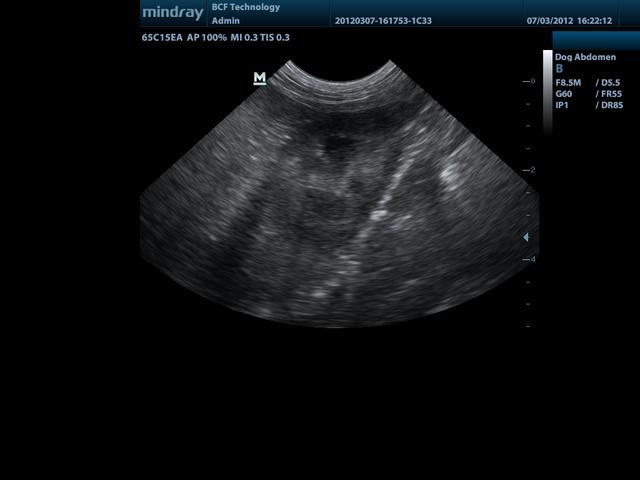 mindray
BCF Technology
Admin
20120307-161753-1C33
07/03/2012 16:22:12
65C15EA AP 100% MI 0.3 TIS 0.3
M
Dog Abdomen
B
F8.5M / D5.5
G60 / FR55
IP1 / DR85
0
2
4